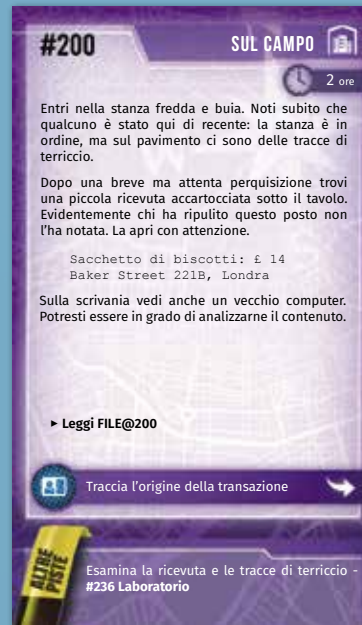 #200
SUL CAMPO
2 ore
Entri nella stanza fredda e buia. Noti subito che
qualcuno è stato qui di recente: la stanza è in
ordine, ma sul pavimento ci sono delle tracce di
terriccio.
Dopo una breve ma attenta perquisizione trovi
una piccola ricevuta accartocciata sotto il tavolo.
Evidentemente chi ha ripulito questo posto non
l'ha notata. La apri con attenzione.
Sacchetto di biscotti: £ 14
Baker Street 221B, Londra
Sulla scrivania vedi anche un vecchio computer.
Potresti essere in grado di analizzarne il contenuto.
▸ Leggi FILE@200
Traccia l'origine della transazione
ALTRE
PISTE
Esamina la ricevuta e le tracce di terriccio -
#236 Laboratorio